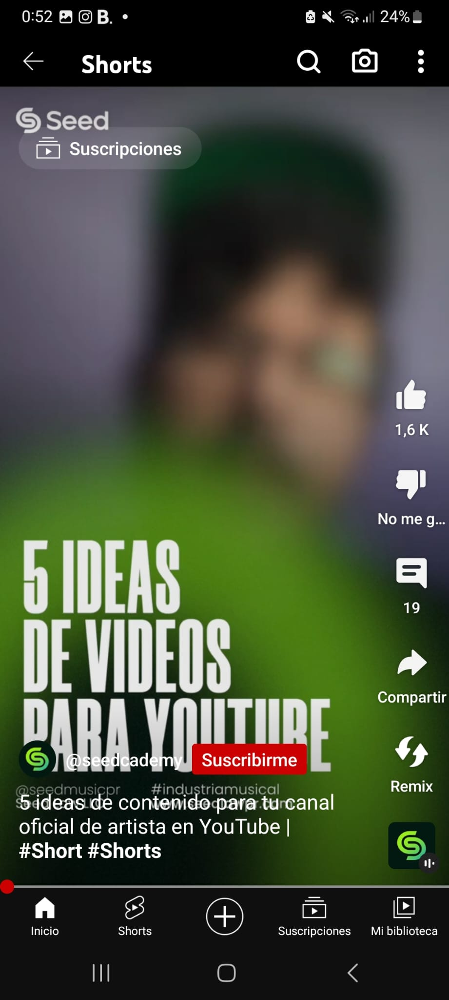 0:52 B. 24%
Shorts
Seed
Suscripciones
1,6 K
No me g...
19
Compartir
Remix
5 IDEAS
DE VIDEOS
PARA YOUTUBE
@seedcademy Suscribirme
@seedmusicpr #industriamusical
5 ideas de contenido para tu canal
oficial de artista en YouTube |
#Short #Shorts
Inicio Shorts Suscripciones Mi biblioteca